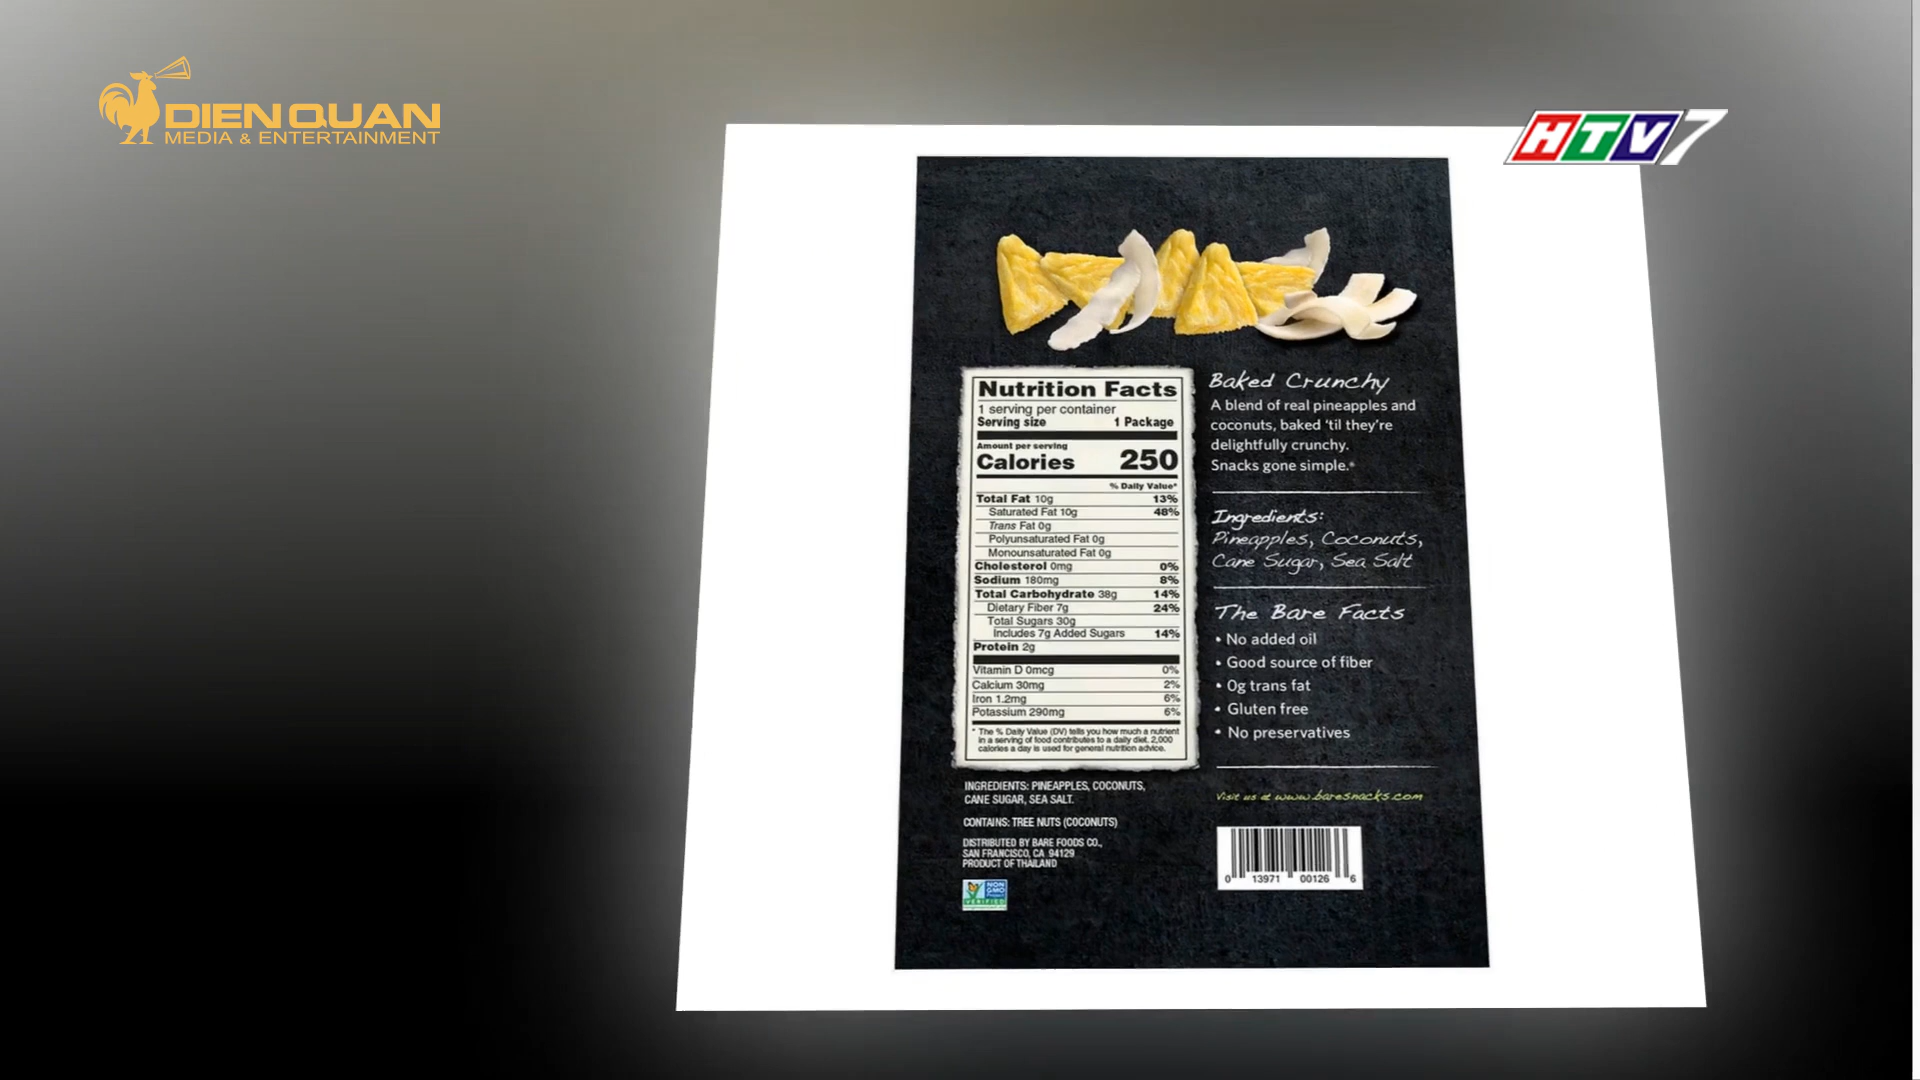 DIEN QUAN
MEDIA & ENTERTAINMENT
HTV7
Nutrition Facts
1 serving per container
Serving size 1 Package
Amount per serving
Calories 250
% Daily Value*
Total Fat 10g 13%
Saturated Fat 10g 48%
Trans Fat 0g
Polyunsaturated Fat 0g
Monounsaturated Fat 0g
Cholesterol 0mg 0%
Sodium 180mg 8%
Total Carbohydrate 38g 14%
Dietary Fiber 7g 24%
Total Sugars 30g
Includes 7g Added Sugars 14%
Protein 2g
Vitamin D 0mcg 0%
Calcium 30mg 2%
Iron 1.2mg 6%
Potassium 290mg 6%
* The % Daily Value (DV) tells you how much a nutrient
in a serving of food contributes to a daily diet. 2,000
calories a day is used for general nutrition advice.
INGREDIENTS: PINEAPPLES, COCONUTS,
CANE SUGAR, SEA SALT.
CONTAINS: TREE NUTS (COCONUTS)
DISTRIBUTED BY BARE FOODS CO.,
SAN FRANCISCO, CA 94129
PRODUCT OF THAILAND
NON
GMO
Project
VERIFIED
Baked Crunchy
A blend of real pineapples and
coconuts, baked 'til they're
delightfully crunchy.
Snacks gone simple.*
Ingredients:
Pineapples, Coconuts,
Cane Sugar, Sea Salt
The Bare Facts
• No added oil
• Good source of fiber
• 0g trans fat
• Gluten free
• No preservatives
Visit us at www.baresnacks.com
0 13971 00126 6